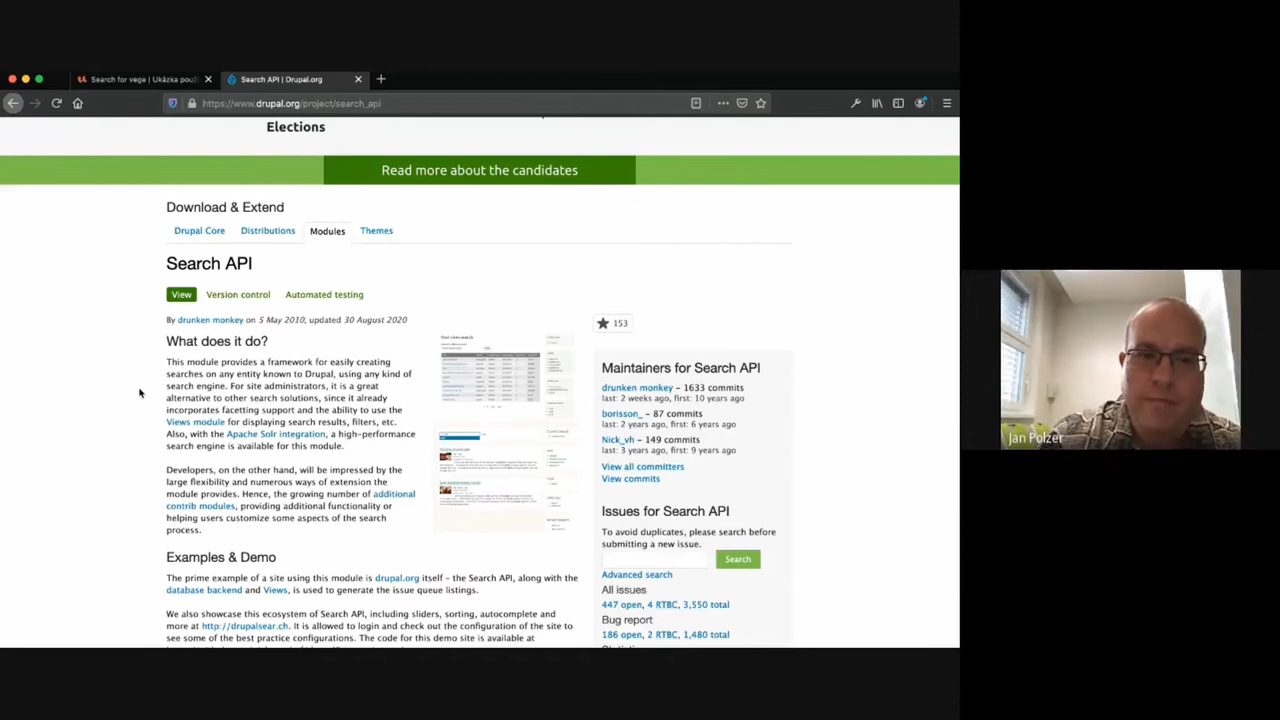 Search for vege | Ukázka použ
Search API | Drupal.org
https://www.drupal.org/project/search_api
Elections
Read more about the candidates
Download & Extend
Drupal Core
Distributions
Modules
Themes
Search API
View
Version control
Automated testing
By drunken monkey on 5 May 2010, updated 30 August 2020
What does it do?
This module provides a framework for easily creating
searches on any entity known to Drupal, using any kind of
search engine. For site administrators, it is a great
alternative to other search solutions, since it already
incorporates facetting support and the ability to use the
Views module for displaying search results, filters, etc.
Also, with the Apache Solr integration, a high-performance
search engine is available for this module.
Developers, on the other hand, will be impressed by the
large flexibility and numerous ways of extension the
module provides. Hence, the growing number of additional
contrib modules, providing additional functionality or
helping users customize some aspects of the search
process.
Examples & Demo
The prime example of a site using this module is drupal.org itself – the Search API, along with the
database backend and Views, is used to generate the issue queue listings.
We also showcase this ecosystem of Search API, including sliders, sorting, autocomplete and
more at http://drupalsear.ch. It is allowed to login and check out the configuration of the site to
see some of the best practice configurations. The code for this demo site is available at
153
Maintainers for Search API
drunken monkey – 1633 commits
last: 2 weeks ago, first: 10 years ago
borisson_ – 87 commits
last: 2 years ago, first: 6 years ago
Nick_vh – 149 commits
last: 3 years ago, first: 9 years ago
View all committers
View commits
Issues for Search API
To avoid duplicates, please search before
submitting a new issue.
Search
Advanced search
All issues
447 open, 4 RTBC, 3,550 total
Bug report
186 open, 2 RTBC, 1,480 total
Jan Polzer